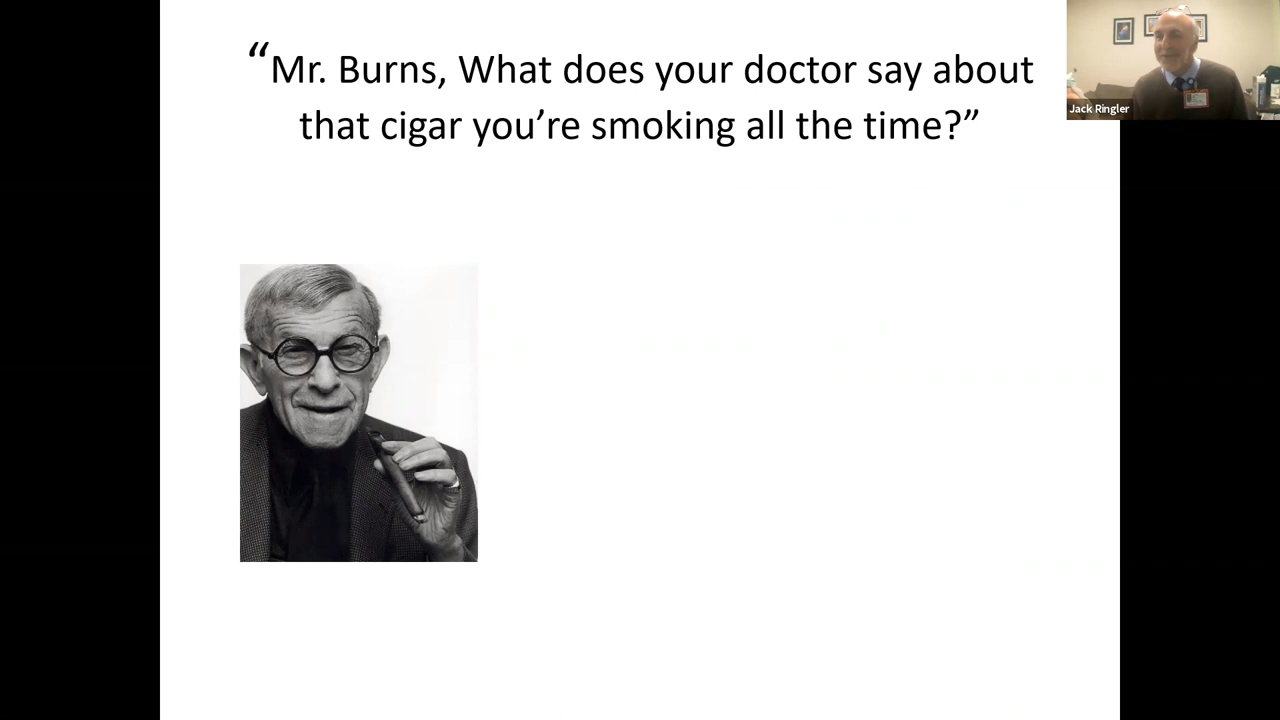 “Mr. Burns, What does your doctor say about
that cigar you’re smoking all the time?”
Jack Ringler